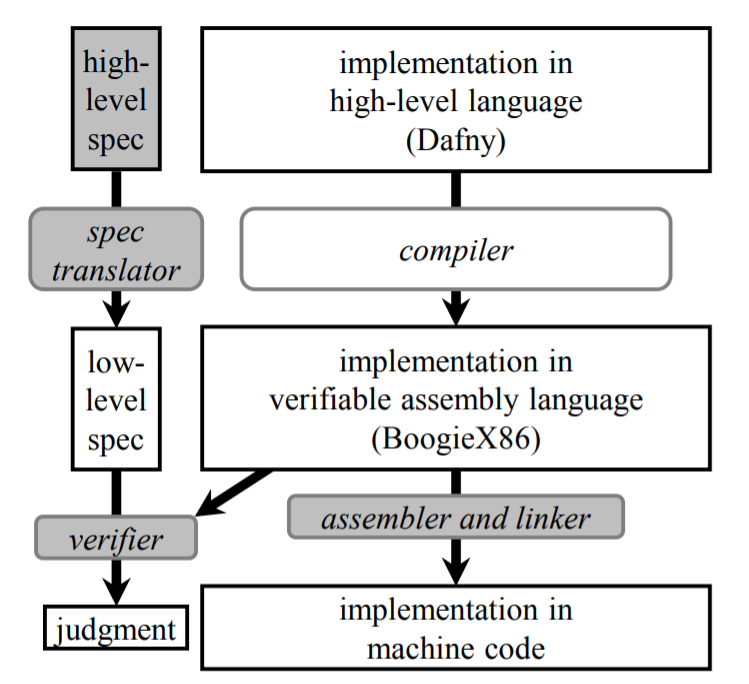 high-
level
spec
implementation in
high-level language
(Dafny)
spec
translator
compiler
low-
level
spec
implementation in
verifiable assembly language
(BoogieX86)
verifier
assembler and linker
judgment
implementation in
machine code